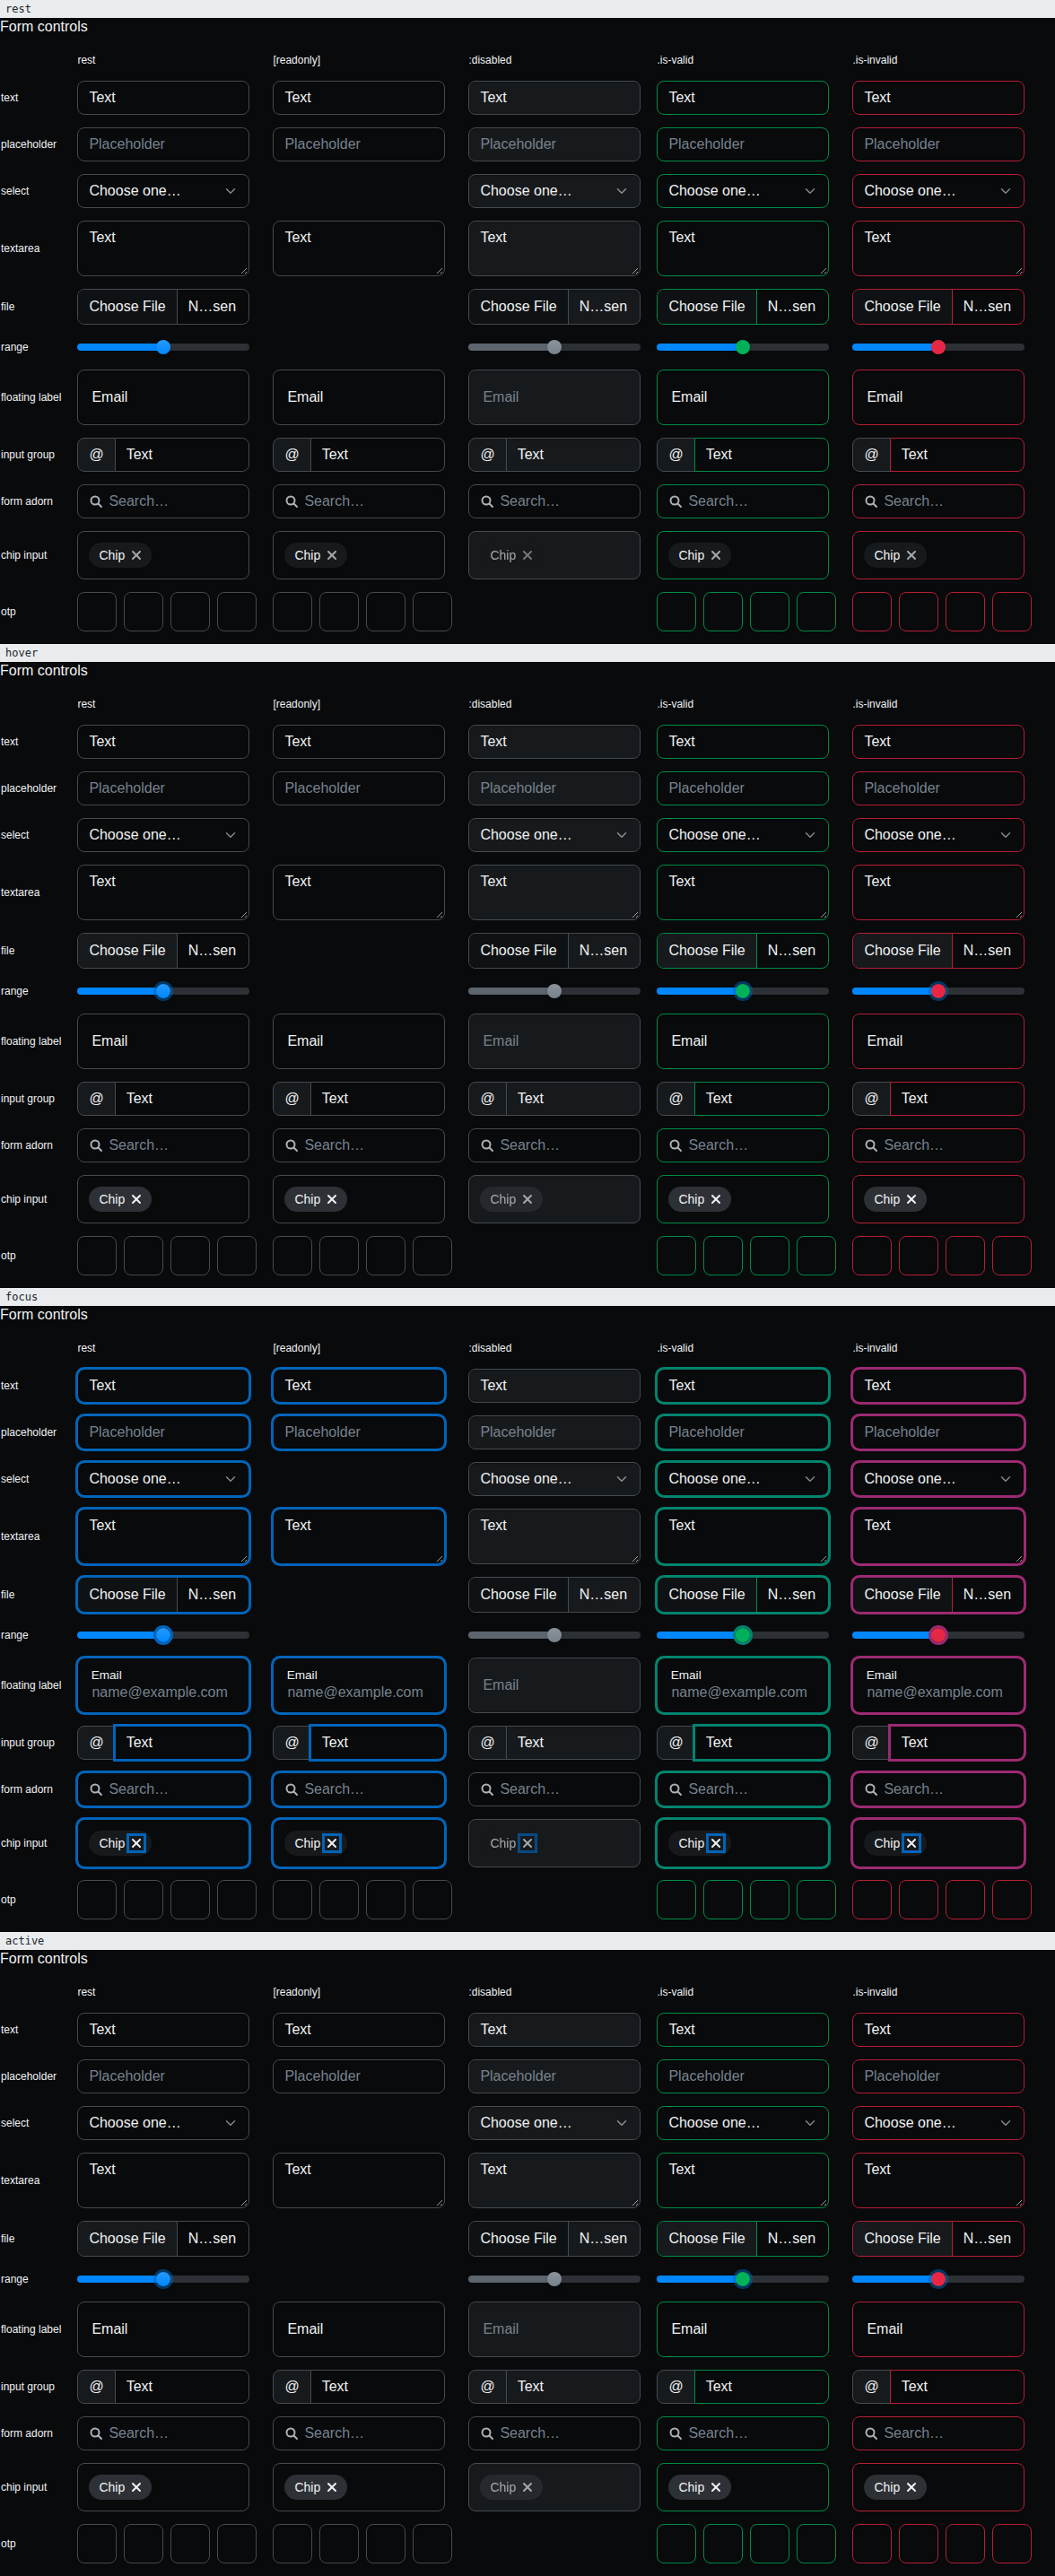 rest
Form controls
rest [readonly] :disabled .is-valid .is-invalid
text Text Text Text Text Text
placeholder Placeholder Placeholder Placeholder Placeholder Placeholder
select Choose one… Choose one… Choose one… Choose one…
textarea Text Text Text Text Text
file Choose File N…sen Choose File N…sen Choose File N…sen Choose File N…sen
range
floating label Email Email Email Email Email
input group @ Text @ Text @ Text @ Text @ Text
form adorn Search… Search… Search… Search… Search…
chip input Chip Chip Chip Chip Chip
otp
hover
Form controls
rest [readonly] :disabled .is-valid .is-invalid
text Text Text Text Text Text
placeholder Placeholder Placeholder Placeholder Placeholder Placeholder
select Choose one… Choose one… Choose one… Choose one…
textarea Text Text Text Text Text
file Choose File N…sen Choose File N…sen Choose File N…sen Choose File N…sen
range
floating label Email Email Email Email Email
input group @ Text @ Text @ Text @ Text @ Text
form adorn Search… Search… Search… Search… Search…
chip input Chip Chip Chip Chip Chip
otp
focus
Form controls
rest [readonly] :disabled .is-valid .is-invalid
text Text Text Text Text Text
placeholder Placeholder Placeholder Placeholder Placeholder Placeholder
select Choose one… Choose one… Choose one… Choose one…
textarea Text Text Text Text Text
file Choose File N…sen Choose File N…sen Choose File N…sen Choose File N…sen
range
Email Email Email Email
floating label Email
name@example.com name@example.com name@example.com name@example.com
input group @ Text @ Text @ Text @ Text @ Text
form adorn Search… Search… Search… Search… Search…
chip input Chip Chip Chip Chip Chip
otp
active
Form controls
rest [readonly] :disabled .is-valid .is-invalid
text Text Text Text Text Text
placeholder Placeholder Placeholder Placeholder Placeholder Placeholder
select Choose one… Choose one… Choose one… Choose one…
textarea Text Text Text Text Text
file Choose File N…sen Choose File N…sen Choose File N…sen Choose File N…sen
range
floating label Email Email Email Email Email
input group @ Text @ Text @ Text @ Text @ Text
form adorn Search… Search… Search… Search… Search…
chip input Chip Chip Chip Chip Chip
otp